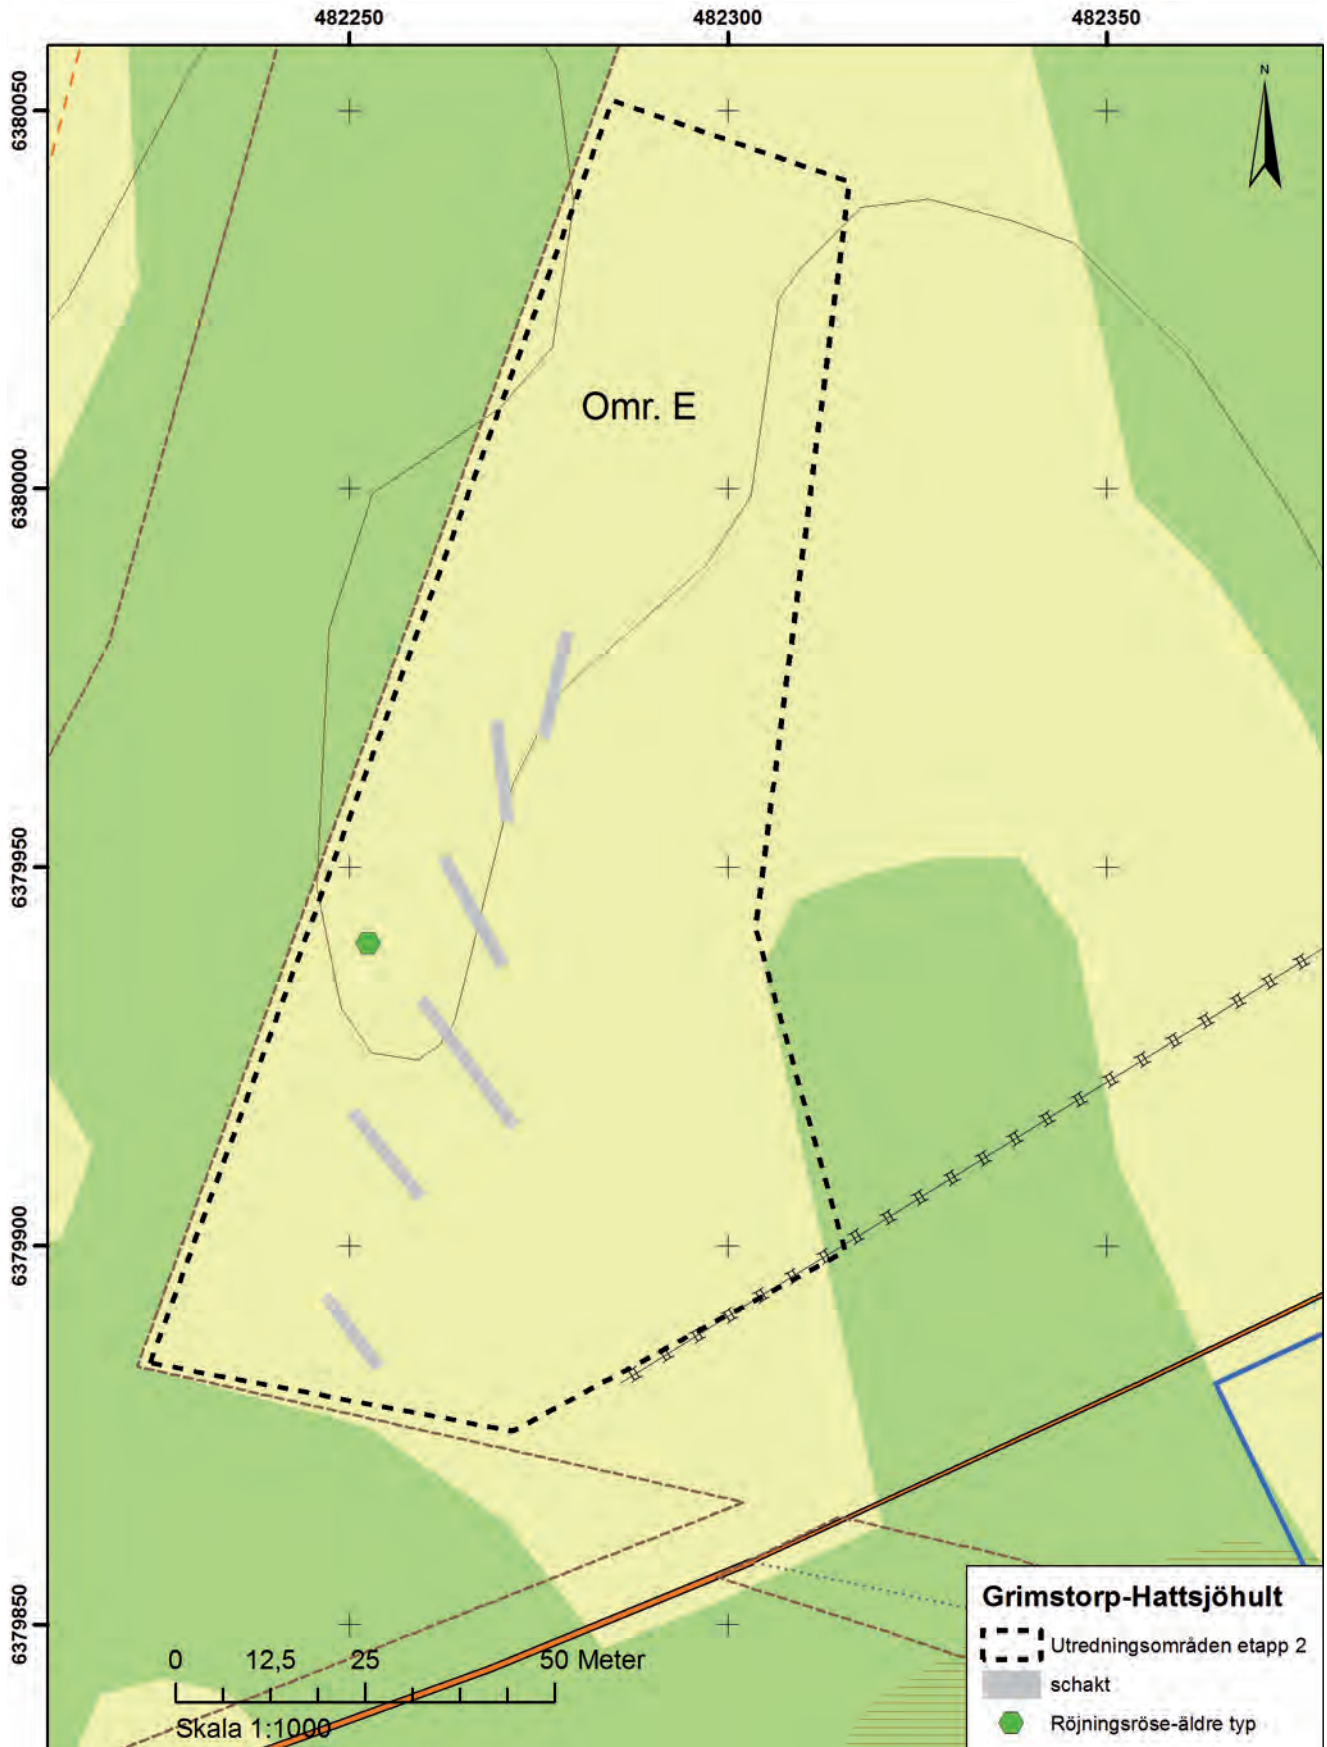 482250 482300 482350
N
6380050
6380000
6379950
6379900
6379850
Omr. E
0 12,5 25 50 Meter
Skala 1:1000
Grimstorp-Hattsjöhult
Utredningsområden etapp 2
schakt
Röjningsröse-äldre typ